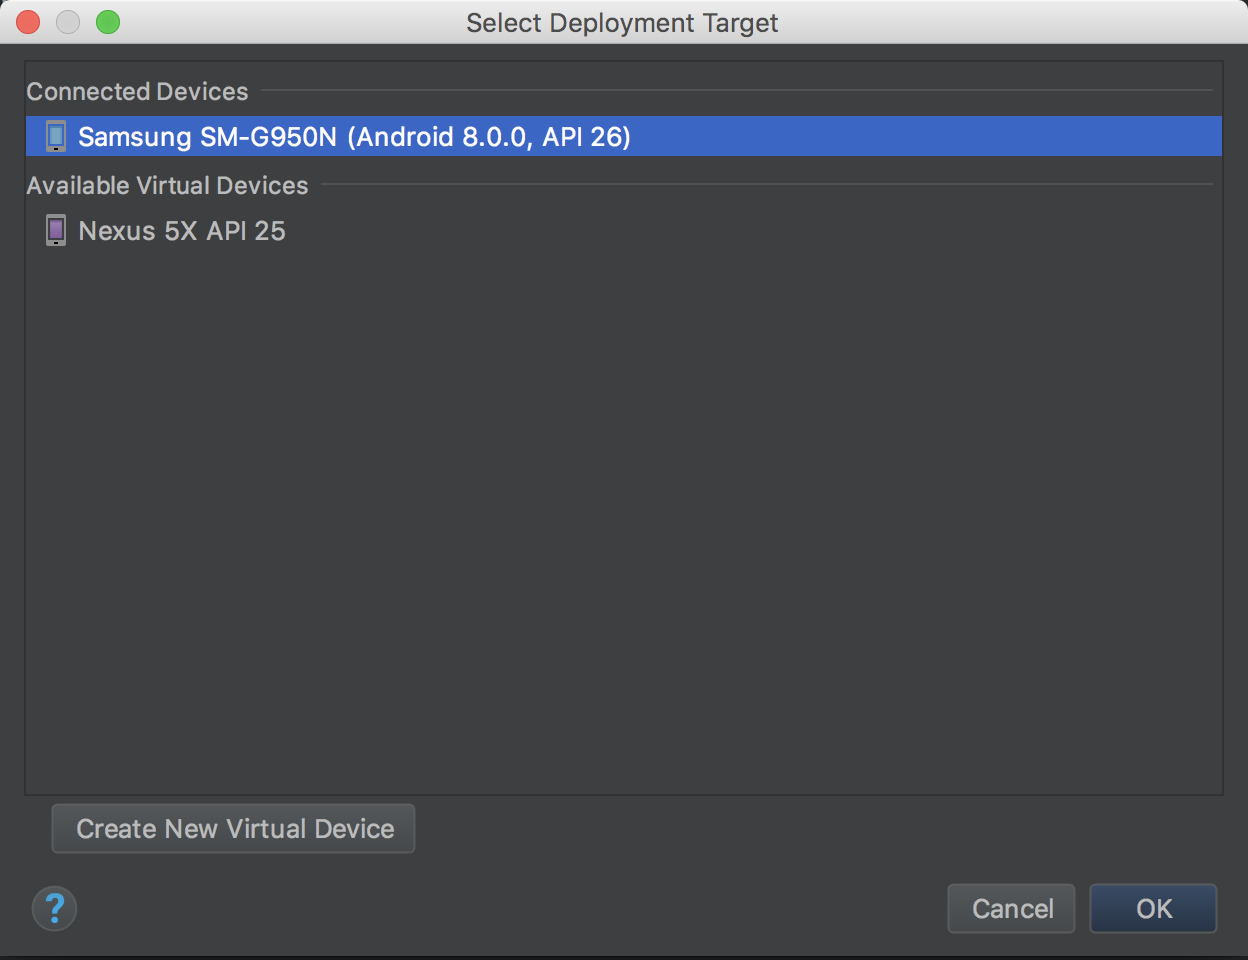 Select Deployment Target
Connected Devices
Samsung SM-G950N (Android 8.0.0, API 26)
Available Virtual Devices
Nexus 5X API 25
Create New Virtual Device
?
Cancel
OK